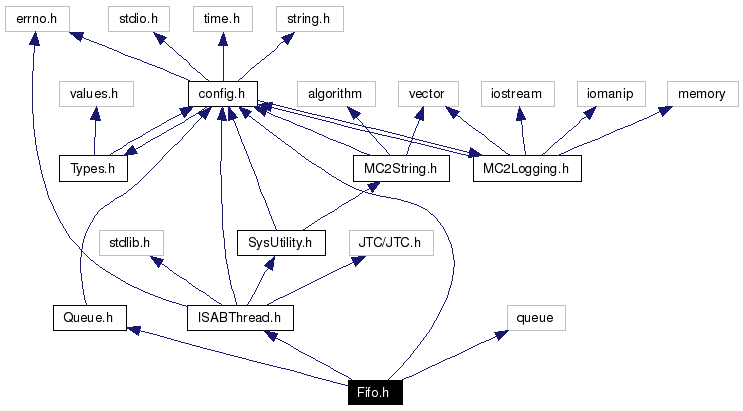 errno.h stdio.h time.h string.h
values.h config.h algorithm vector iostream iomanip memory
Types.h MC2String.h MC2Logging.h
stdlib.h SysUtility.h JTC/JTC.h
Queue.h ISABThread.h queue
Fifo.h